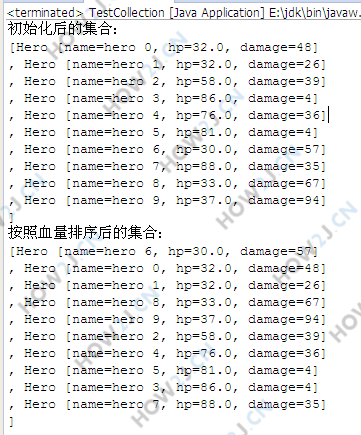 <terminated> TestCollection [Java Application] E:\jdk\bin\javaw.
初始化后的集合:
[Hero [name=hero 0, hp=32.0, damage=48]
, Hero [name=hero 1, hp=32.0, damage=26]
, Hero [name=hero 2, hp=58.0, damage=39]
, Hero [name=hero 3, hp=86.0, damage=4]
, Hero [name=hero 4, hp=76.0, damage=36]
, Hero [name=hero 5, hp=81.0, damage=4]
, Hero [name=hero 6, hp=30.0, damage=57]
, Hero [name=hero 7, hp=88.0, damage=35]
, Hero [name=hero 8, hp=33.0, damage=67]
, Hero [name=hero 9, hp=37.0, damage=94]
]
按照血量排序后的集合:
[Hero [name=hero 6, hp=30.0, damage=57]
, Hero [name=hero 0, hp=32.0, damage=48]
, Hero [name=hero 1, hp=32.0, damage=26]
, Hero [name=hero 8, hp=33.0, damage=67]
, Hero [name=hero 9, hp=37.0, damage=94]
, Hero [name=hero 2, hp=58.0, damage=39]
, Hero [name=hero 4, hp=76.0, damage=36]
, Hero [name=hero 5, hp=81.0, damage=4]
, Hero [name=hero 3, hp=86.0, damage=4]
, Hero [name=hero 7, hp=88.0, damage=35]
]
HOW2J.CN